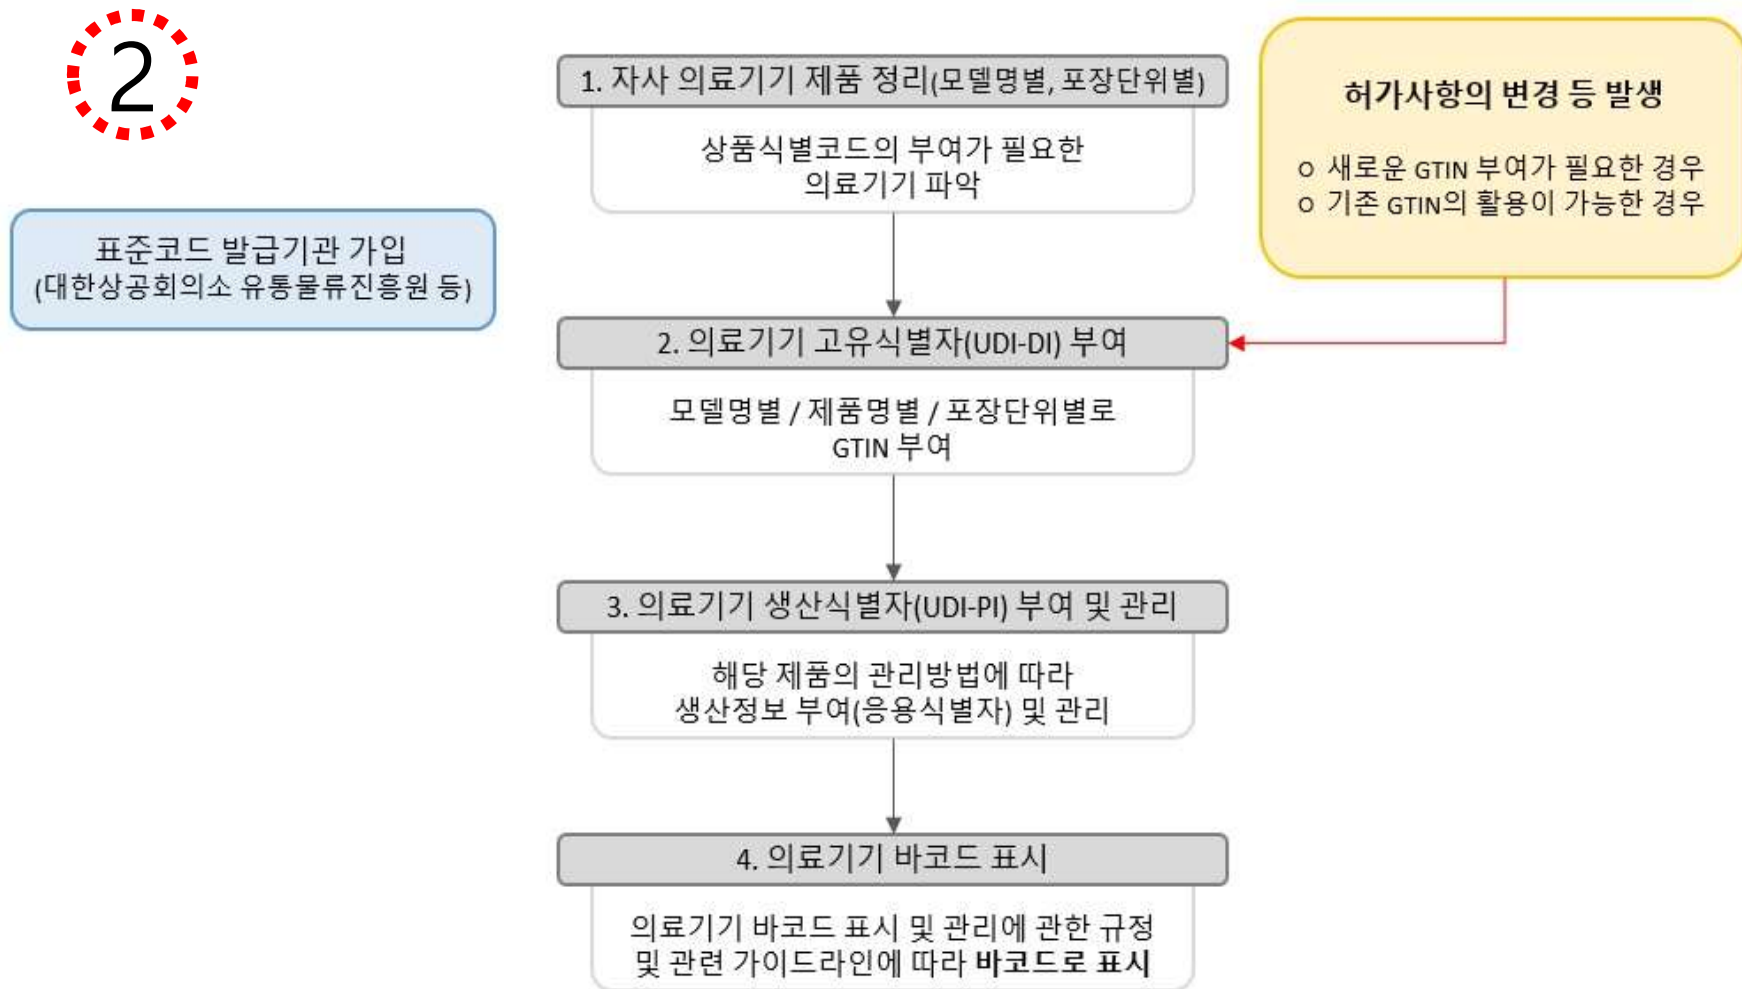 2
표준코드 발급기관 가입
(대한상공회의소 유통물류진흥원 등)
1. 자사 의료기기 제품 정리(모델명별, 포장단위별)
상품식별코드의 부여가 필요한
의료기기 파악
허가사항의 변경 등 발생
o 새로운 GTIN 부여가 필요한 경우
o 기존 GTIN의 활용이 가능한 경우
2. 의료기기 고유식별자(UDI-DI) 부여
모델명별 / 제품명별 / 포장단위별로
GTIN 부여
3. 의료기기 생산식별자(UDI-PI) 부여 및 관리
해당 제품의 관리방법에 따라
생산정보 부여(응용식별자) 및 관리
4. 의료기기 바코드 표시
의료기기 바코드 표시 및 관리에 관한 규정
및 관련 가이드라인에 따라 바코드로 표시